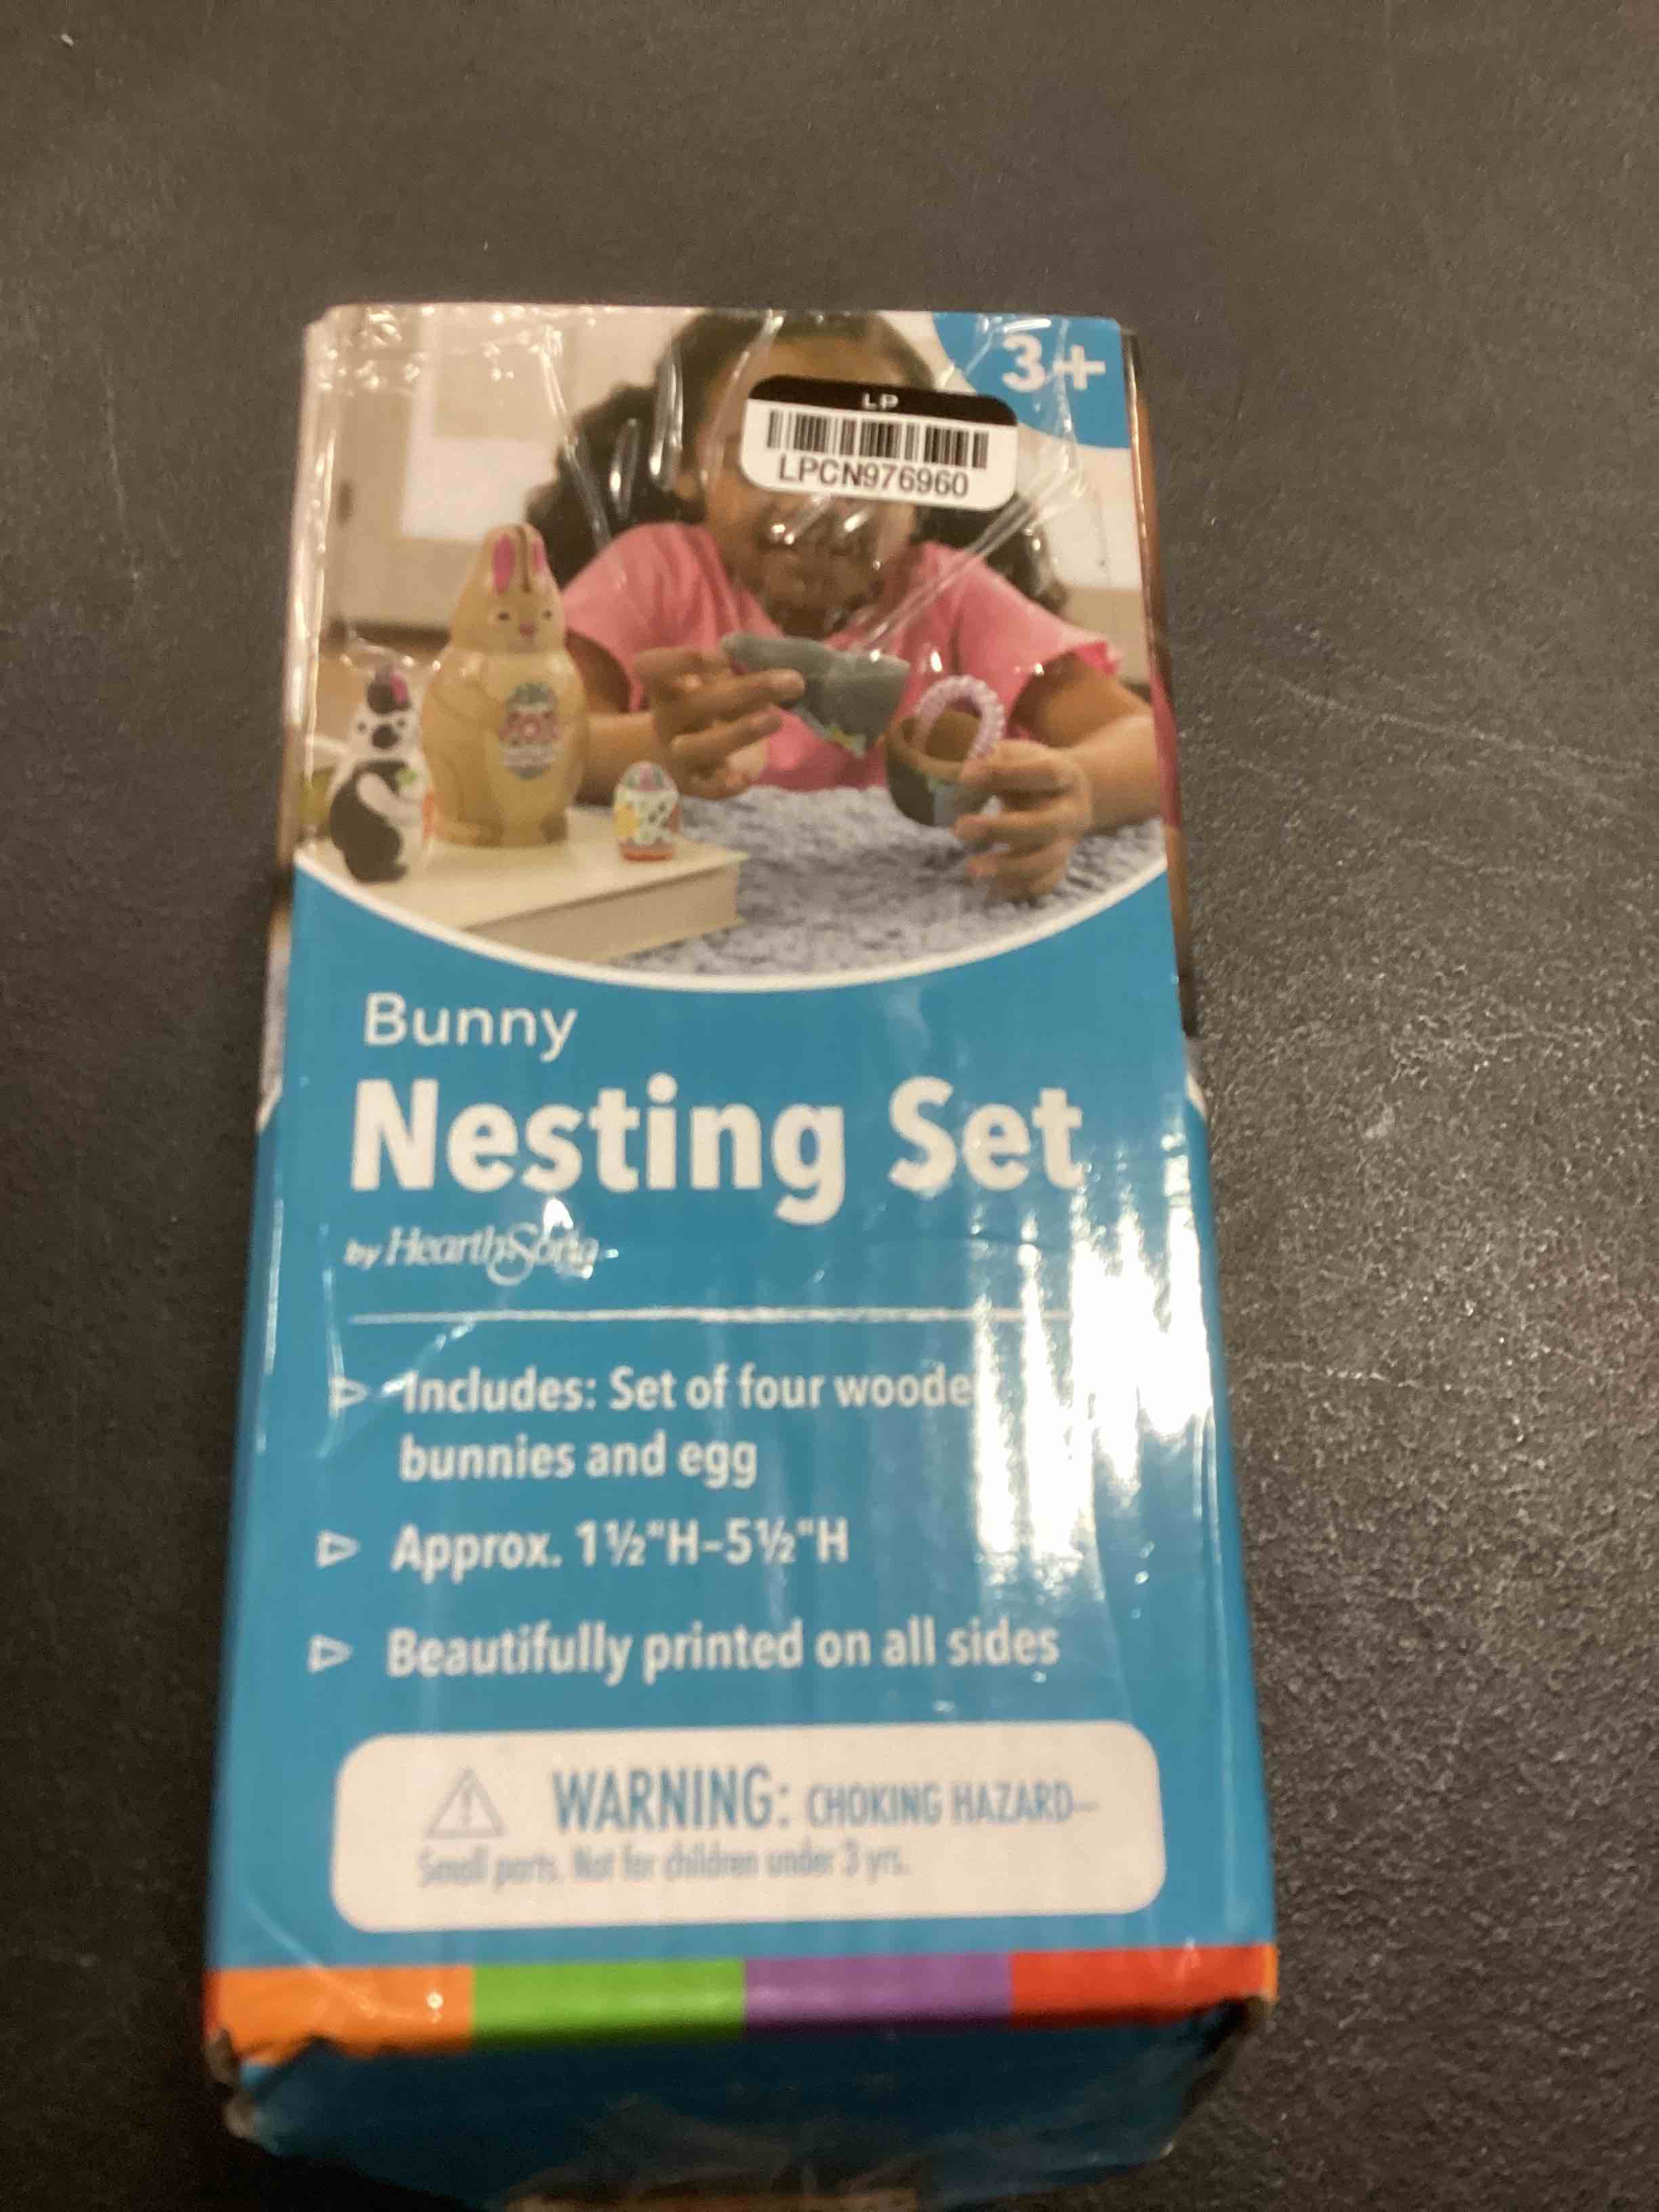 3+
LP
LPCN976960
Bunny
Nesting Set
by HearthSong
Includes: Set of four woode
bunnies and egg
Approx. 1½"H–5½"H
Beautifully printed on all sides
WARNING: CHOKING HAZARD—
Small parts. Not for children under 3 yrs.